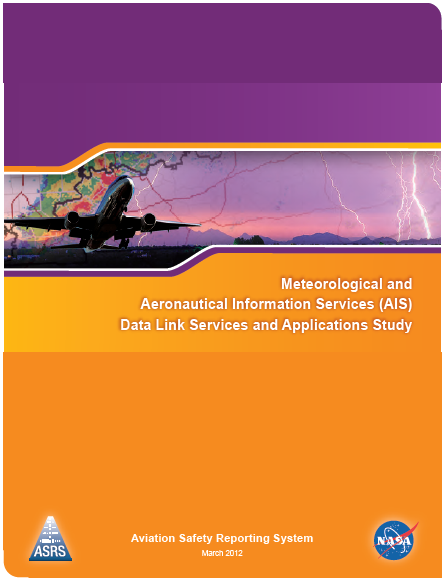 Meteorological and
Aeronautical Information Services (AIS)
Data Link Services and Applications Study
Aviation Safety Reporting System
March 2012
ASRS
NASA